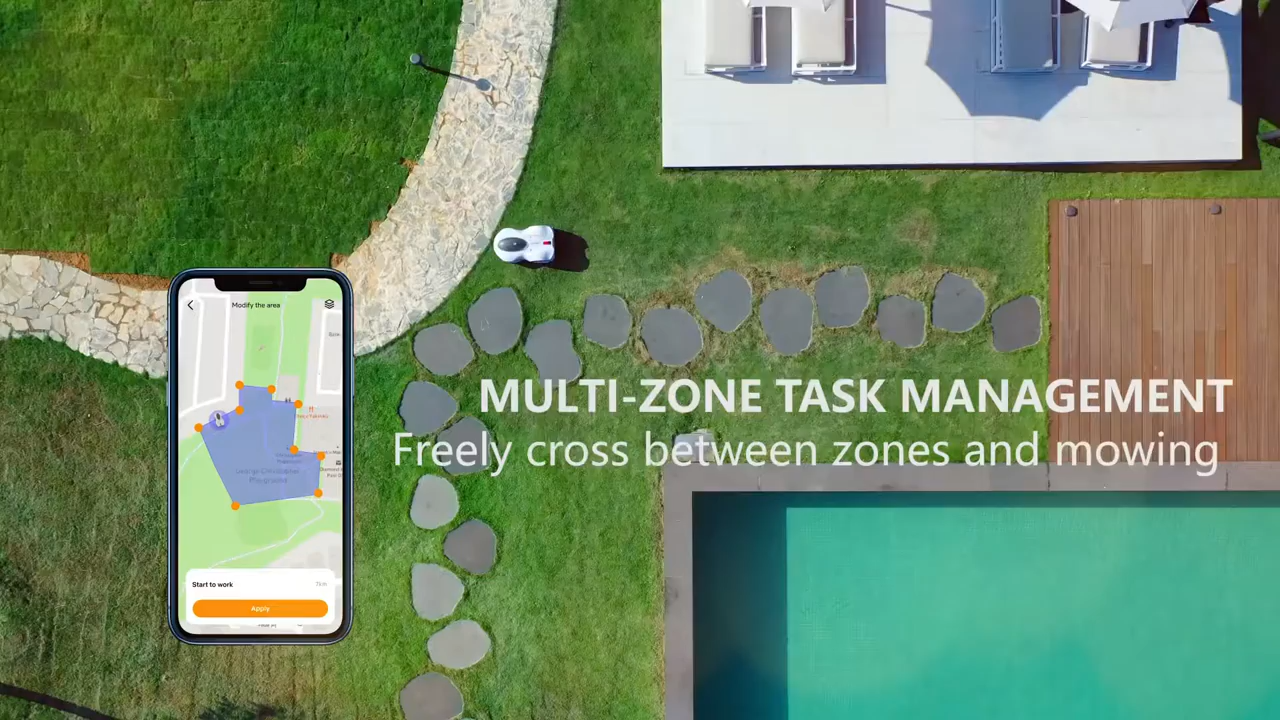 Modify the area
MULTI-ZONE TASK MANAGEMENT
Freely cross between zones and mowing
Start to work
Apply